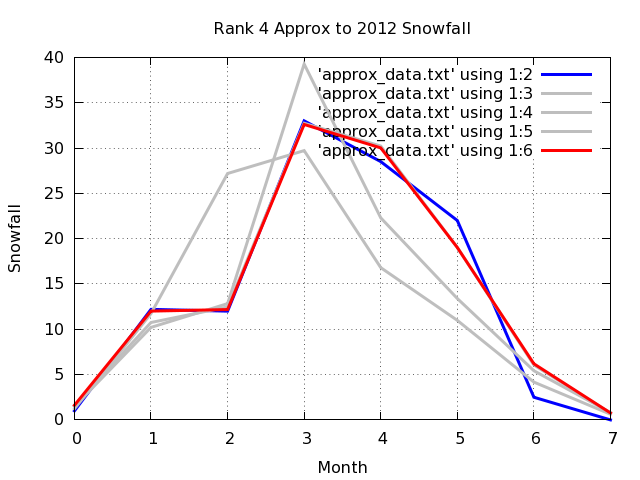 Rank 4 Approx to 2012 Snowfall
40
35
30
25
20
15
10
5
0
Snowfall
'approx_data.txt' using 1:2
'approx_data.txt' using 1:3
'approx_data.txt' using 1:4
'approx_data.txt' using 1:5
'approx_data.txt' using 1:6
0 1 2 3 4 5 6 7
Month